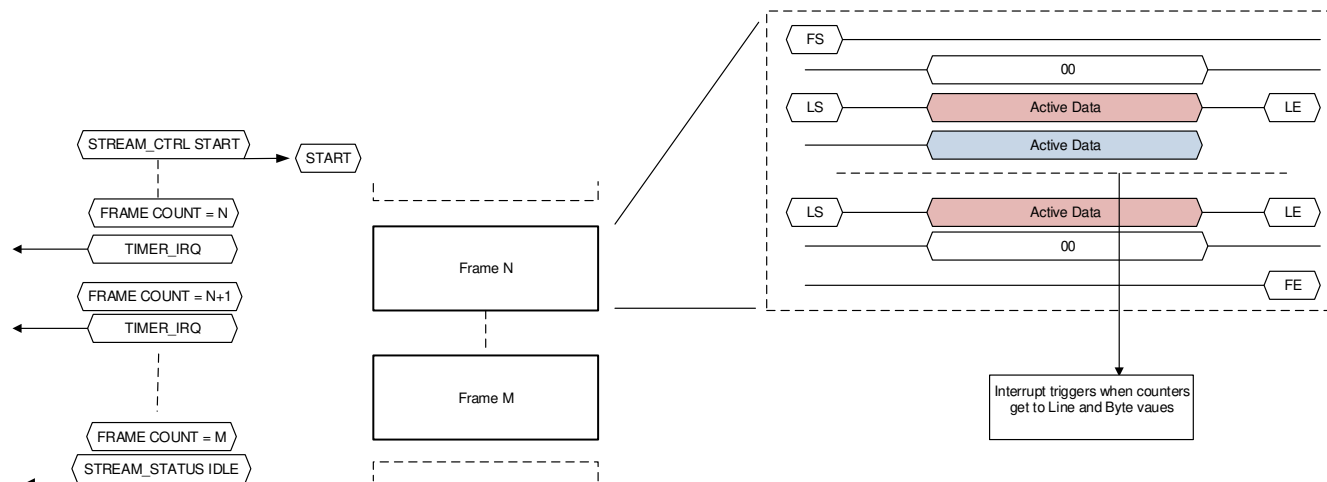 STREAM_CTRL START
START
FRAME COUNT = N
TIMER_IRQ
FRAME COUNT = N+1
TIMER_IRQ
FRAME COUNT = M
STREAM_STATUS IDLE
Frame N
Frame M
FS
00
LS Active Data LE
Active Data
LS Active Data LE
00
FE
Interrupt triggers when counters
get to Line and Byte vaues